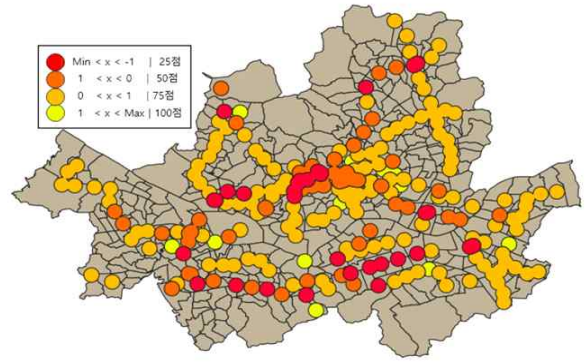 Min < x < -1 | 25점
1 < x < 0 | 50점
0 < x < 1 | 75점
1 < x < Max | 100점